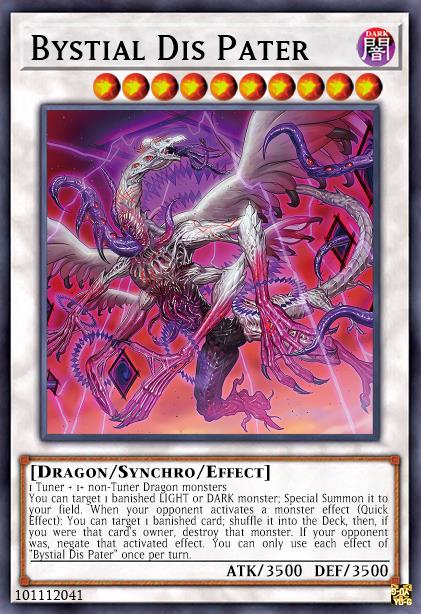 BYSTIAL DIS PATER
DARK
闇
[DRAGON/SYNCHRO/EFFECT]
1 Tuner + 1+ non-Tuner Dragon monsters
You can target 1 banished LIGHT or DARK monster; Special Summon it to
your field. When your opponent activates a monster effect (Quick
Effect): You can target 1 banished card; shuffle it into the Deck, then, if
you were that card's owner, destroy that monster. If your opponent
was, negate that activated effect. You can only use each effect of
"Bystial Dis Pater" once per turn.
ATK/3500 DEF/3500
101112041